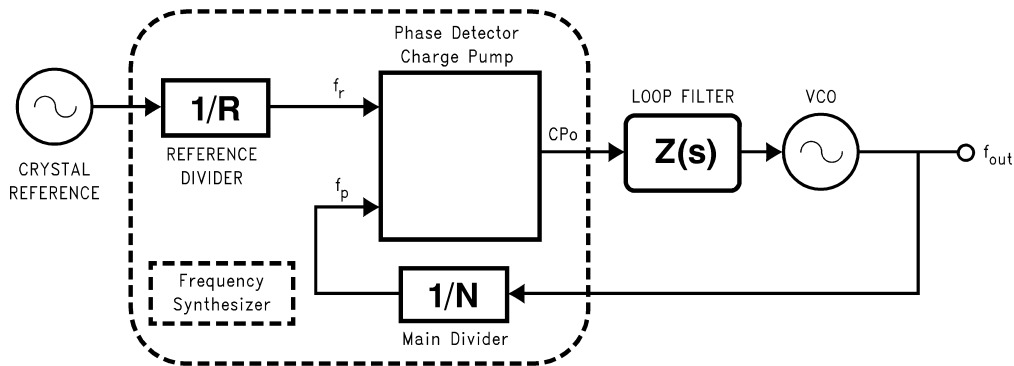 Phase Detector
Charge Pump
1/R
f_r
REFERENCE
DIVIDER
CRYSTAL
REFERENCE
f_p
CPo
LOOP FILTER
Z(s)
VCO
f_out
Frequency
Synthesizer
1/N
Main Divider